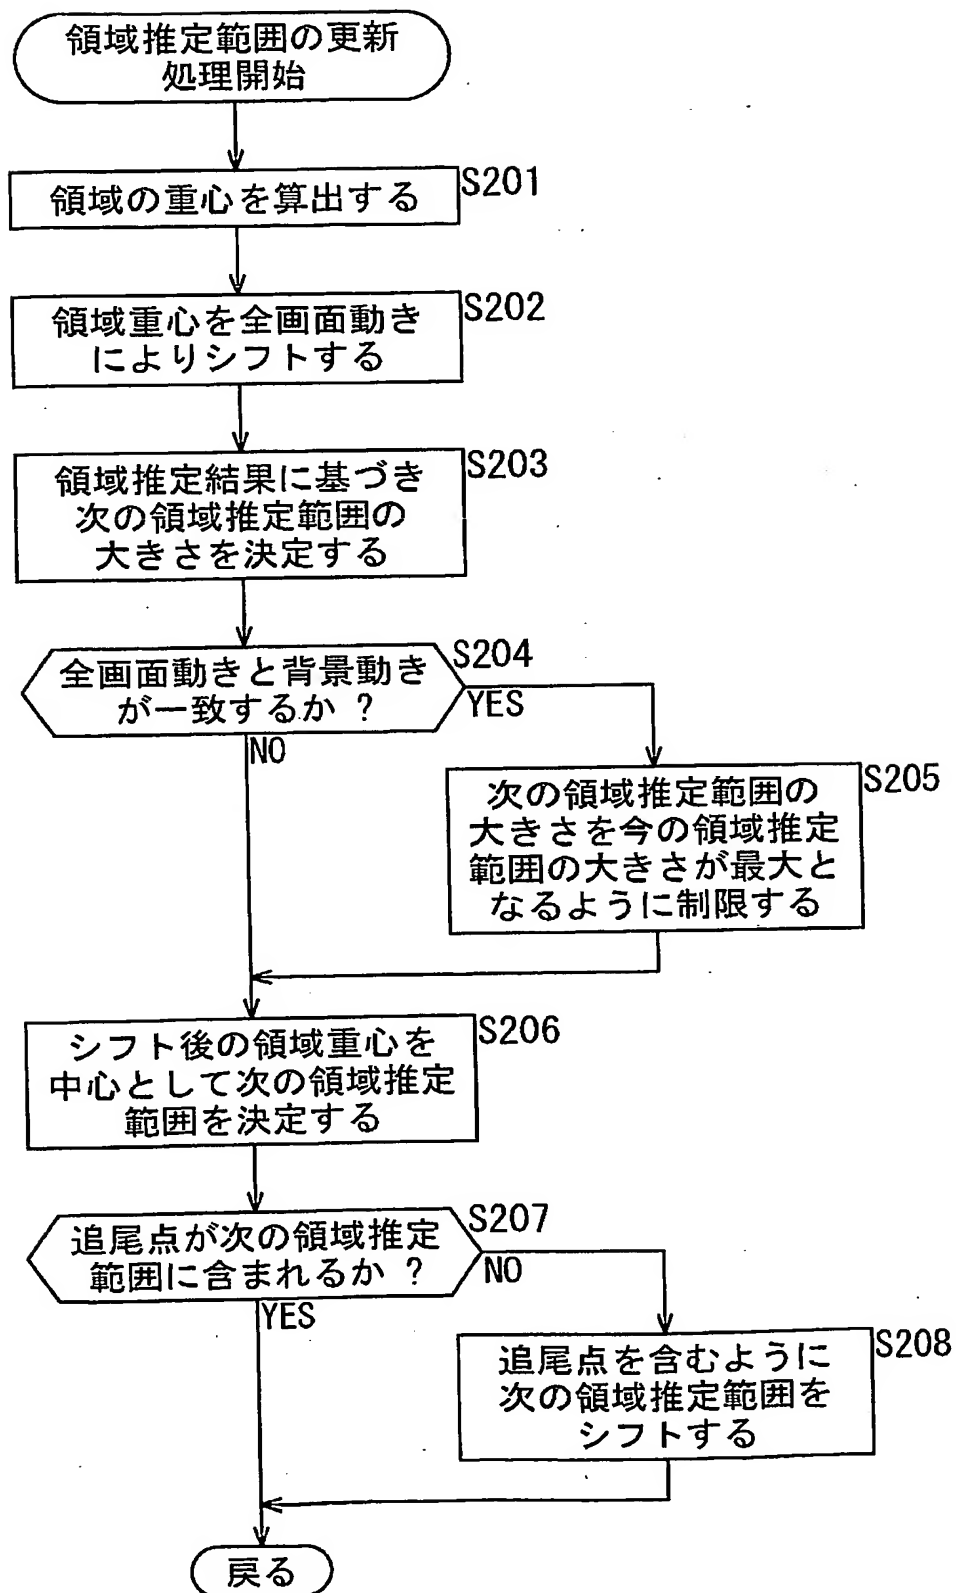 領域推定範囲の更新
処理開始
S201
領域の重心を算出する
S202
領域重心を全画面動き
によりシフトする
S203
領域推定結果に基づき
次の領域推定範囲の
大きさを決定する
S204
全画面動きと背景動き
が一致するか？
YES
NO
S205
次の領域推定範囲の
大きさを今の領域推定
範囲の大きさが最大と
なるように制限する
S206
シフト後の領域重心を
中心として次の領域推定
範囲を決定する
S207
追尾点が次の領域推定
範囲に含まれるか？
NO
YES
S208
追尾点を含むように
次の領域推定範囲を
シフトする
戻る